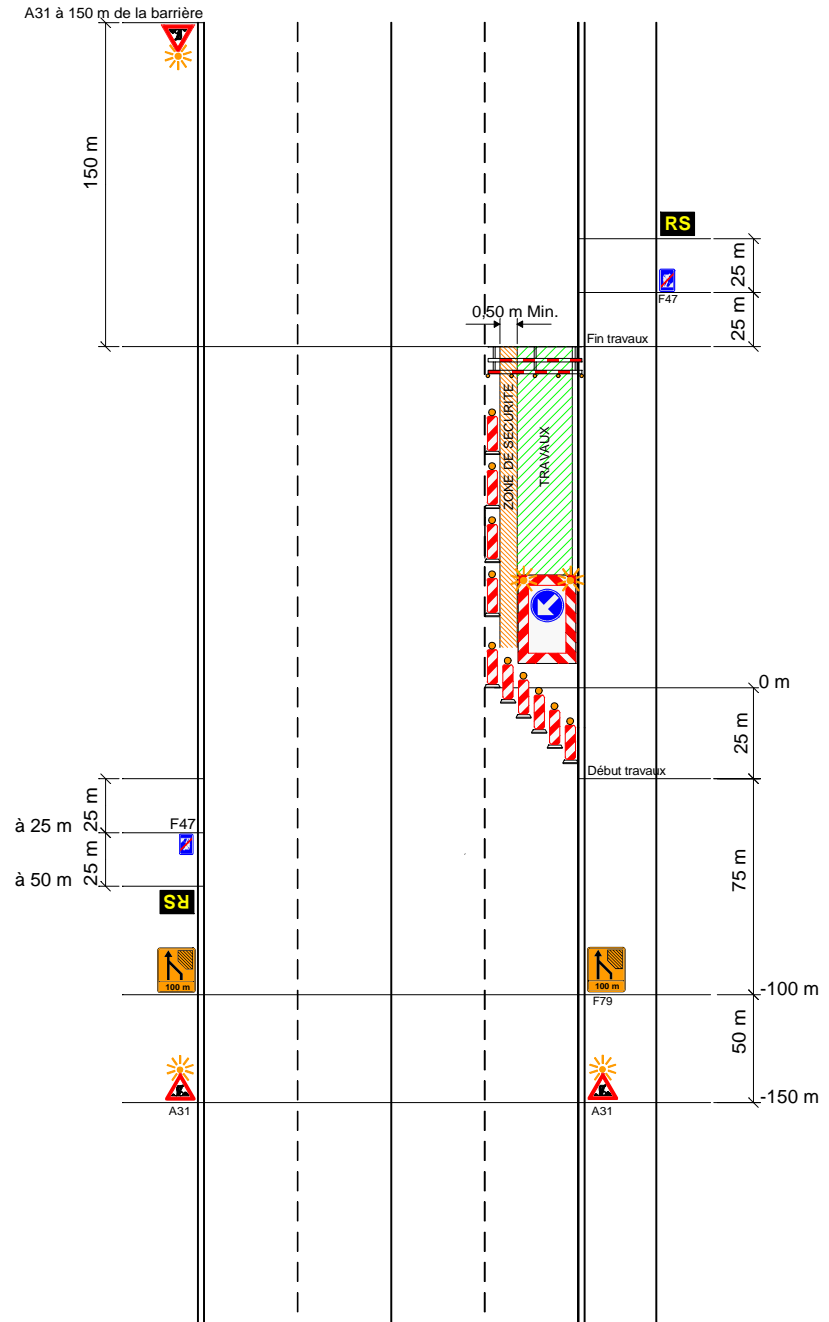 A31 à 150 m de la barrière
150 m
RS
25 m
F47
25 m
0,50 m Min.
Fin travaux
ZONE DE SECURITE
TRAVAUX
0 m
25 m
Début travaux
25 m
à 25 m
F47
25 m
à 50 m
RS
75 m
100 m
100 m
F79
-100 m
50 m
A31
A31
-150 m